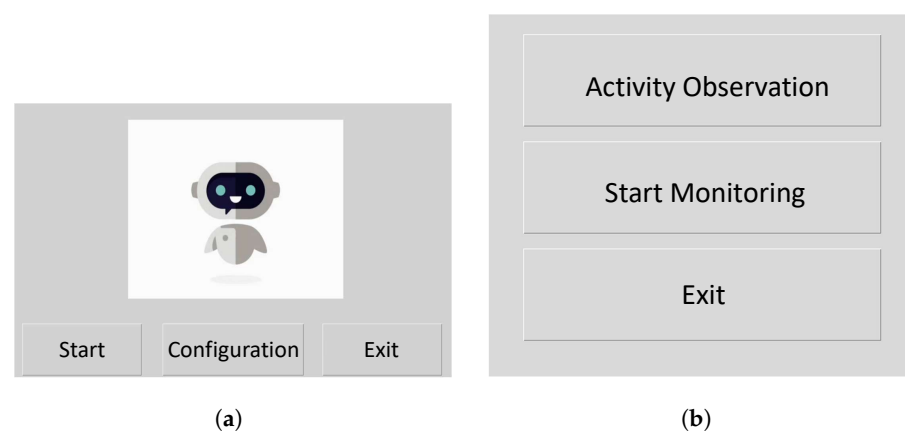 Start Configuration Exit
(a)
Activity Observation
Start Monitoring
Exit
(b)